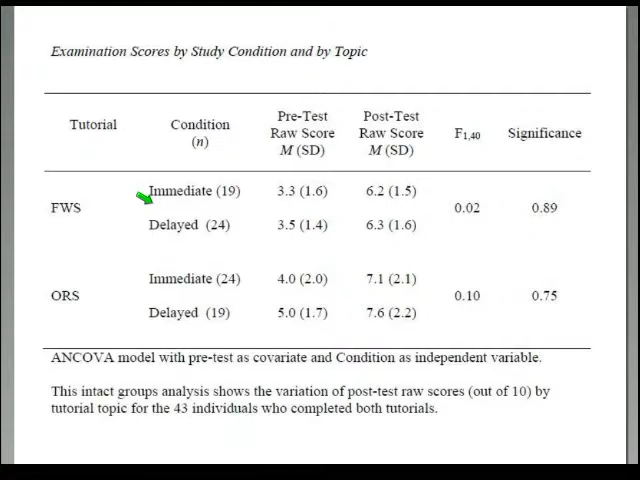 Examination Scores by Study Condition and by Topic
Tutorial Condition (n) Pre-Test Raw Score M (SD) Post-Test Raw Score M (SD) F1,40 Significance
FWS Immediate (19) 3.3 (1.6) 6.2 (1.5) 0.02 0.89
Delayed (24) 3.5 (1.4) 6.3 (1.6)
ORS Immediate (24) 4.0 (2.0) 7.1 (2.1) 0.10 0.75
Delayed (19) 5.0 (1.7) 7.6 (2.2)
ANCOVA model with pre-test as covariate and Condition as independent variable.
This intact groups analysis shows the variation of post-test raw scores (out of 10) by
tutorial topic for the 43 individuals who completed both tutorials.